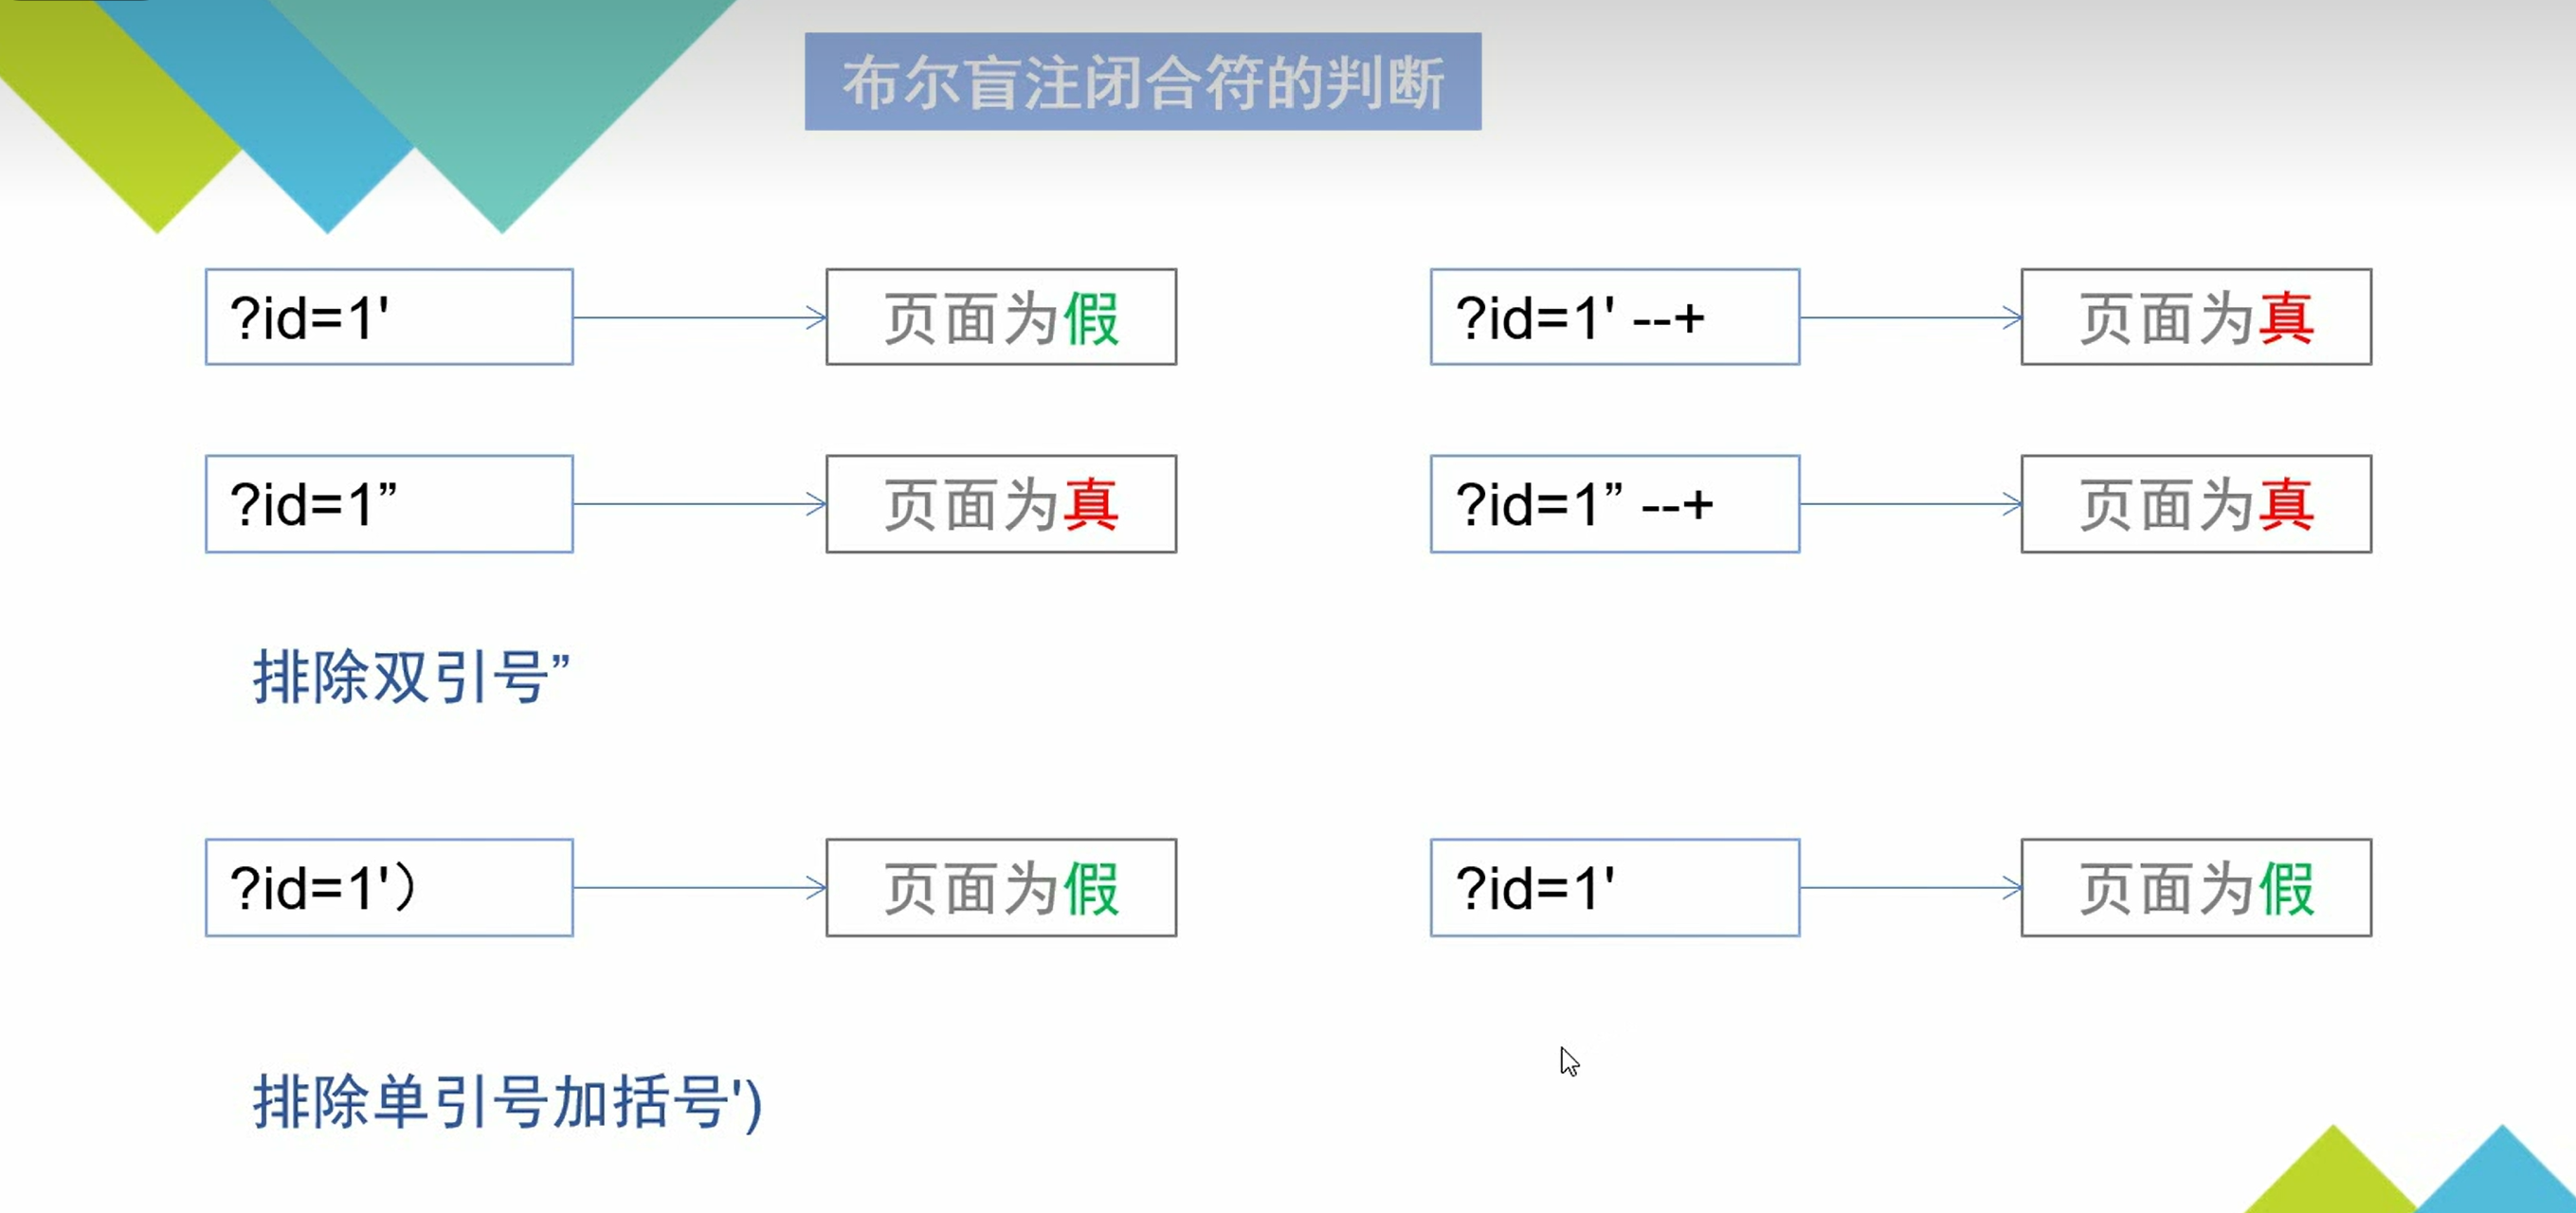 布尔盲注闭合符的判断
?id=1'
页面为假
?id=1' --+
页面为真
?id=1”
页面为真
?id=1” --+
页面为真
排除双引号”
?id=1'）
页面为假
?id=1'
页面为假
排除单引号加括号')